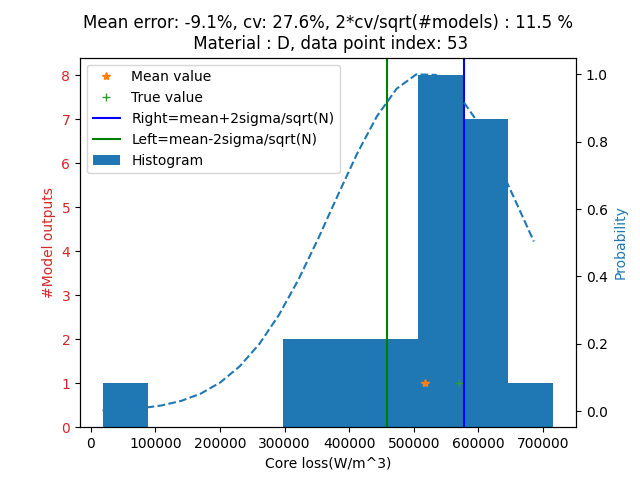 Mean error: -9.1%, cv: 27.6%, 2*cv/sqrt(#models) : 11.5 %
Material : D, data point index: 53
Mean value
True value
Right=mean+2sigma/sqrt(N)
Left=mean-2sigma/sqrt(N)
Histogram
#Model outputs
8
7
6
5
4
3
2
1
0
1.0
0.8
0.6
0.4
0.2
0.0
Probability
0 100000 200000 300000 400000 500000 600000 700000
Core loss(W/m^3)